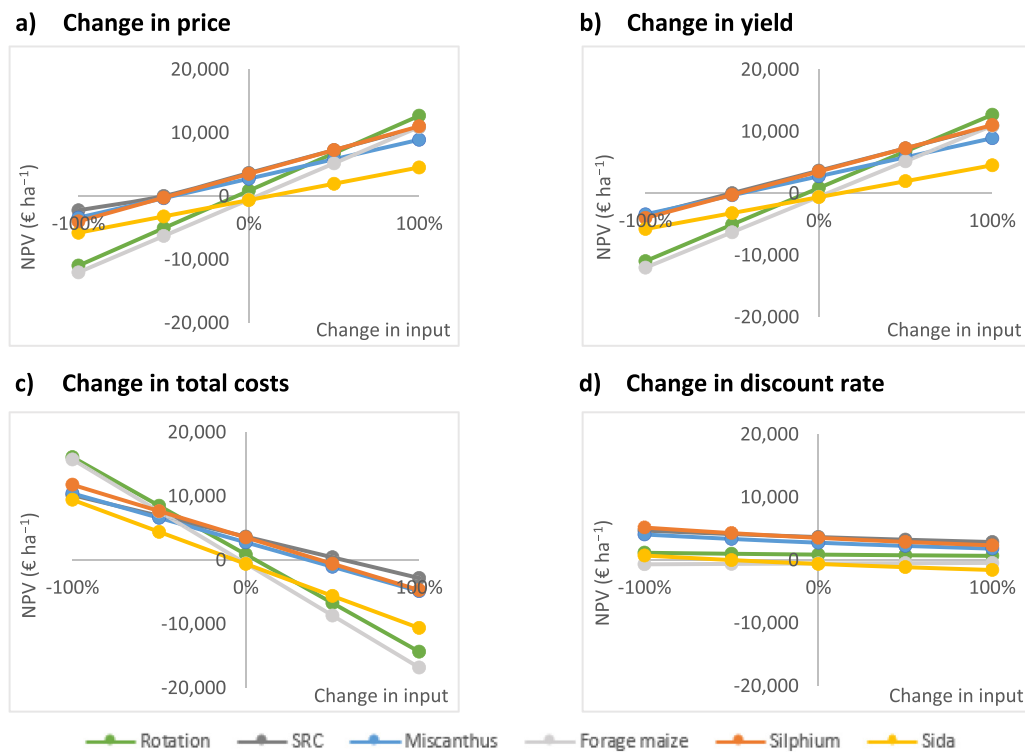 a) Change in price
b) Change in yield
20,000
10,000
0
-100%
0%
100%
-10,000
-20,000
NPV (€ ha⁻¹)
Change in input
20,000
10,000
0
-100%
0%
100%
-10,000
-20,000
NPV (€ ha⁻¹)
Change in input
c) Change in total costs
d) Change in discount rate
20,000
10,000
0
-100%
0%
100%
-10,000
-20,000
NPV (€ ha⁻¹)
Change in input
20,000
10,000
0
-100%
0%
100%
-10,000
-20,000
NPV (€ ha⁻¹)
Change in input
Rotation SRC Miscanthus Forage maize Silphium Sida